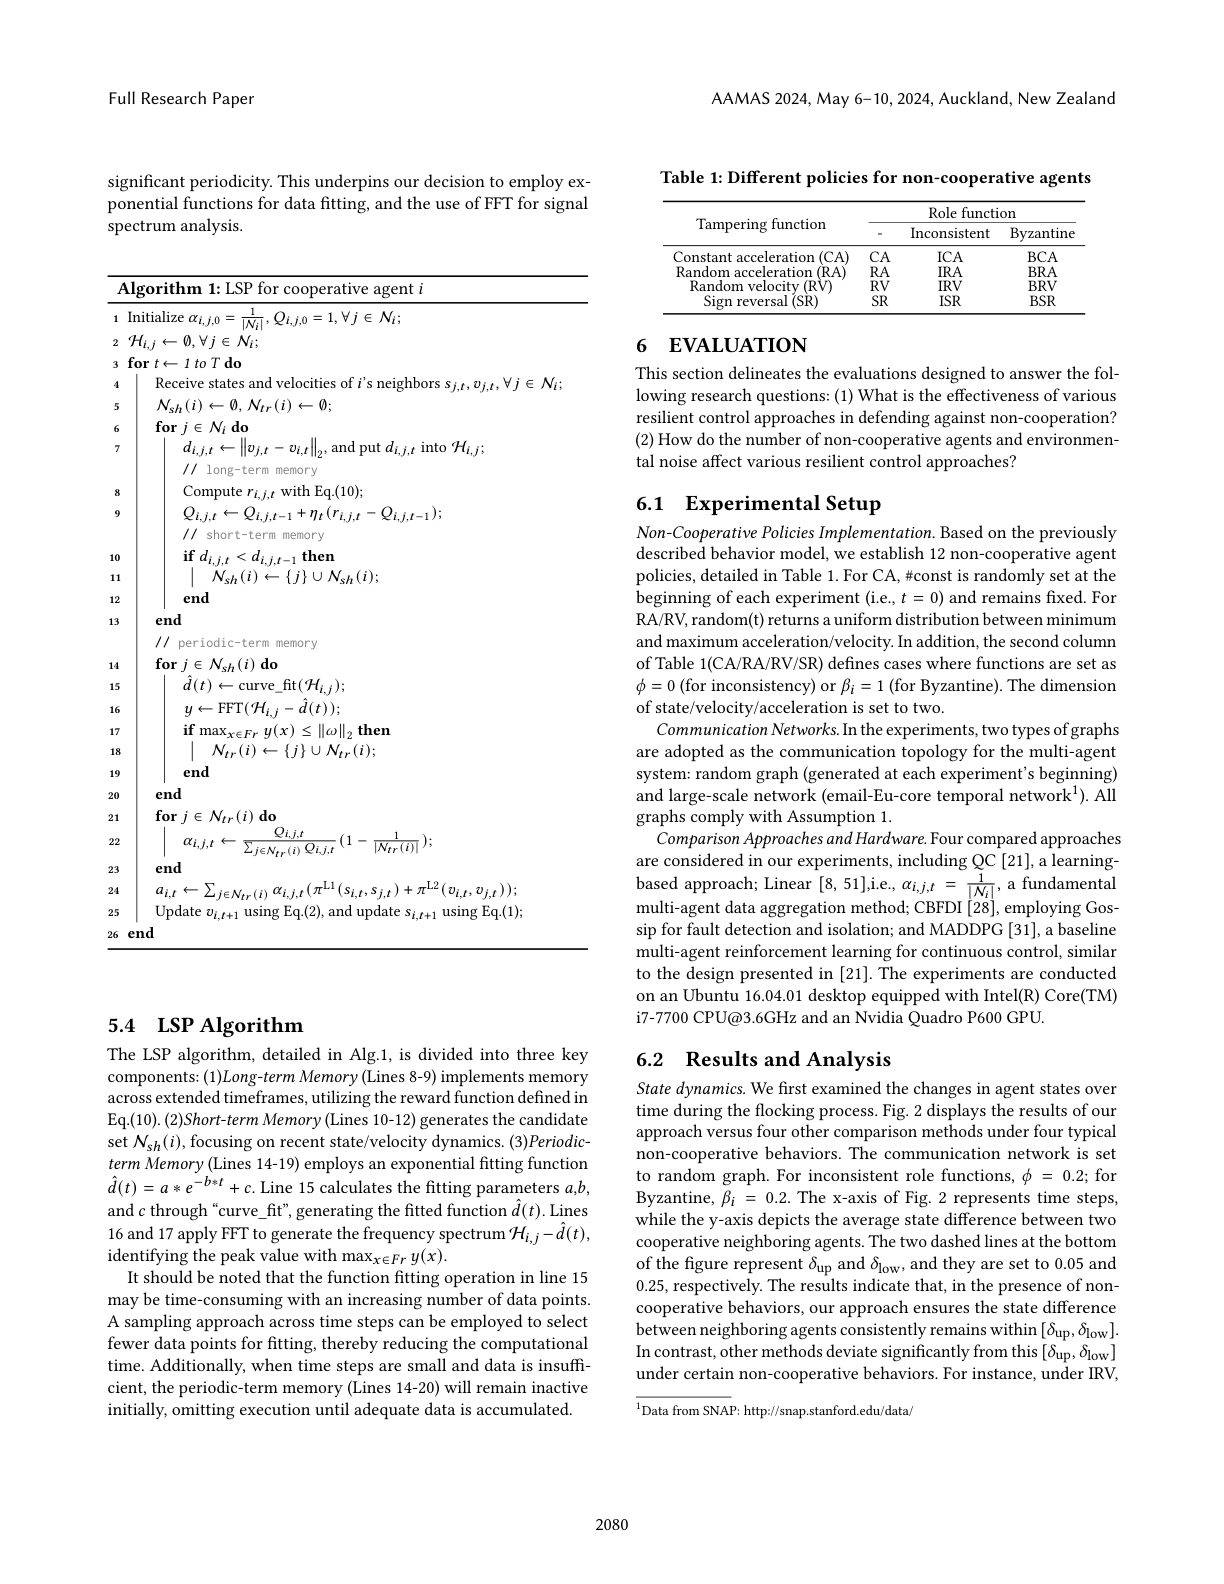 Full Research Paper
AAMAS 2024, May 6–10, 2024, Auckland, New Zealand
significant periodicity. This underpins our decision to employ ex-
ponential functions for data fitting, and the use of FFT for signal
spectrum analysis.
Algorithm 1: LSP for cooperative agent i
1 Initialize α_{i,j,0} = 1/|N_i|, Q_{i,j,0} = 1, ∀j ∈ N_i;
2 H_{i,j} ← ∅, ∀j ∈ N_i;
3 for t ← 1 to T do
4 Receive states and velocities of i's neighbors s_{j,t}, v_{j,t}, ∀j ∈ N_i;
5 N_{sh}(i) ← ∅, N_{tr}(i) ← ∅;
6 for j ∈ N_i do
7 d_{i,j,t} ← ‖v_{j,t} − v_{i,t}‖_2, and put d_{i,j,t} into H_{i,j};
// long-term memory
8 Compute r_{i,j,t} with Eq.(10);
9 Q_{i,j,t} ← Q_{i,j,t−1} + η_t(r_{i,j,t} − Q_{i,j,t−1});
// short-term memory
10 if d_{i,j,t} < d_{i,j,t−1} then
11 N_{sh}(i) ← {j} ∪ N_{sh}(i);
12 end
13 end
// periodic-term memory
14 for j ∈ N_{sh}(i) do
15 d̂(t) ← curve_fit(H_{i,j});
16 y ← FFT(H_{i,j} − d̂(t));
17 if max_{x∈Fr} y(x) ≤ ‖ω‖_2 then
18 N_{tr}(i) ← {j} ∪ N_{tr}(i);
19 end
20 end
21 for j ∈ N_{tr}(i) do
22 α_{i,j,t} ← Q_{i,j,t}/∑_{j∈N_{tr}(i)} Q_{i,j,t} (1 − 1/|N_{tr}(i)|);
23 end
24 a_{i,t} ← ∑_{j∈N_{tr}(i)} α_{i,j,t}(π^{L1}(s_{i,t}, s_{j,t}) + π^{L2}(v_{i,t}, v_{j,t}));
25 Update v_{i,t+1} using Eq.(2), and update s_{i,t+1} using Eq.(1);
26 end
5.4 LSP Algorithm
The LSP algorithm, detailed in Alg.1, is divided into three key
components: (1)Long-term Memory (Lines 8-9) implements memory
across extended timeframes, utilizing the reward function defined in
Eq.(10). (2)Short-term Memory (Lines 10-12) generates the candidate
set N_{sh}(i), focusing on recent state/velocity dynamics. (3)Periodic-
term Memory (Lines 14-19) employs an exponential fitting function
d̂(t) = a ∗ e^{−b∗t} + c. Line 15 calculates the fitting parameters a,b,
and c through “curve_fit”, generating the fitted function d̂(t). Lines
16 and 17 apply FFT to generate the frequency spectrum H_{i,j} − d̂(t),
identifying the peak value with max_{x∈Fr} y(x).
It should be noted that the function fitting operation in line 15
may be time-consuming with an increasing number of data points.
A sampling approach across time steps can be employed to select
fewer data points for fitting, thereby reducing the computational
time. Additionally, when time steps are small and data is insuffi-
cient, the periodic-term memory (Lines 14-20) will remain inactive
initially, omitting execution until adequate data is accumulated.
Table 1: Different policies for non-cooperative agents
Tampering function Role function
- Inconsistent Byzantine
Constant acceleration (CA) CA ICA BCA
Random acceleration (RA) RA IRA BRA
Random velocity (RV) RV IRV BRV
Sign reversal (SR) SR ISR BSR
6 EVALUATION
This section delineates the evaluations designed to answer the fol-
lowing research questions: (1) What is the effectiveness of various
resilient control approaches in defending against non-cooperation?
(2) How do the number of non-cooperative agents and environmen-
tal noise affect various resilient control approaches?
6.1 Experimental Setup
Non-Cooperative Policies Implementation. Based on the previously
described behavior model, we establish 12 non-cooperative agent
policies, detailed in Table 1. For CA, #const is randomly set at the
beginning of each experiment (i.e., t = 0) and remains fixed. For
RA/RV, random(t) returns a uniform distribution between minimum
and maximum acceleration/velocity. In addition, the second column
of Table 1(CA/RA/RV/SR) defines cases where functions are set as
ϕ = 0 (for inconsistency) or β_i = 1 (for Byzantine). The dimension
of state/velocity/acceleration is set to two.
Communication Networks. In the experiments, two types of graphs
are adopted as the communication topology for the multi-agent
system: random graph (generated at each experiment's beginning)
and large-scale network (email-Eu-core temporal network¹). All
graphs comply with Assumption 1.
Comparison Approaches and Hardware. Four compared approaches
are considered in our experiments, including QC [21], a learning-
based approach; Linear [8, 51],i.e., α_{i,j,t} = 1/|N_i|, a fundamental
multi-agent data aggregation method; CBFDI [28], employing Gos-
sip for fault detection and isolation; and MADDPG [31], a baseline
multi-agent reinforcement learning for continuous control, similar
to the design presented in [21]. The experiments are conducted
on an Ubuntu 16.04.01 desktop equipped with Intel(R) Core(TM)
i7-7700 CPU@3.6GHz and an Nvidia Quadro P600 GPU.
6.2 Results and Analysis
State dynamics. We first examined the changes in agent states over
time during the flocking process. Fig. 2 displays the results of our
approach versus four other comparison methods under four typical
non-cooperative behaviors. The communication network is set
to random graph. For inconsistent role functions, ϕ = 0.2; for
Byzantine, β_i = 0.2. The x-axis of Fig. 2 represents time steps,
while the y-axis depicts the average state difference between two
cooperative neighboring agents. The two dashed lines at the bottom
of the figure represent δ_{up} and δ_{low}, and they are set to 0.05 and
0.25, respectively. The results indicate that, in the presence of non-
cooperative behaviors, our approach ensures the state difference
between neighboring agents consistently remains within [δ_{up}, δ_{low}].
In contrast, other methods deviate significantly from this [δ_{up}, δ_{low}]
under certain non-cooperative behaviors. For instance, under IRV,
¹Data from SNAP: http://snap.stanford.edu/data/
2080